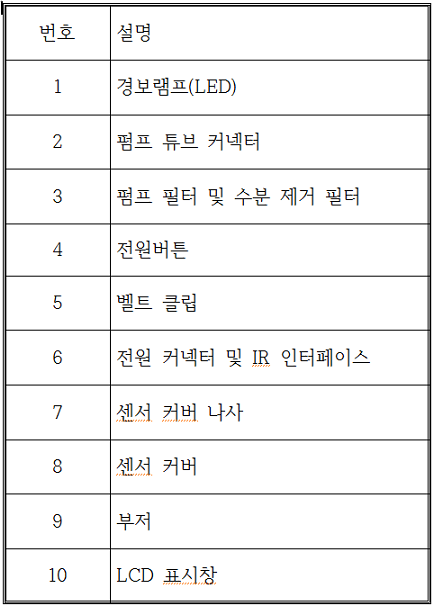 번호 설명
1 경보램프(LED)
2 펌프 튜브 커넥터
3 펌프 필터 및 수분 제거 필터
4 전원버튼
5 벨트 클립
6 전원 커넥터 및 IR 인터페이스
7 센서 커버 나사
8 센서 커버
9 부저
10 LCD 표시창